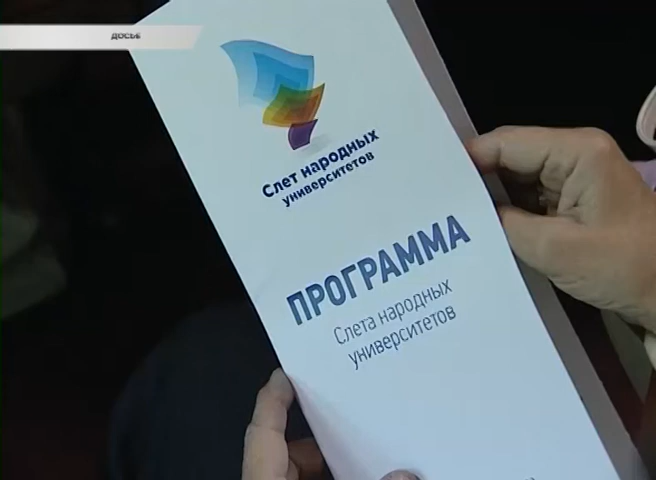 ДОСЬЕ
Слет народных
университетов
ПРОГРАММА
Слета народных
университетов